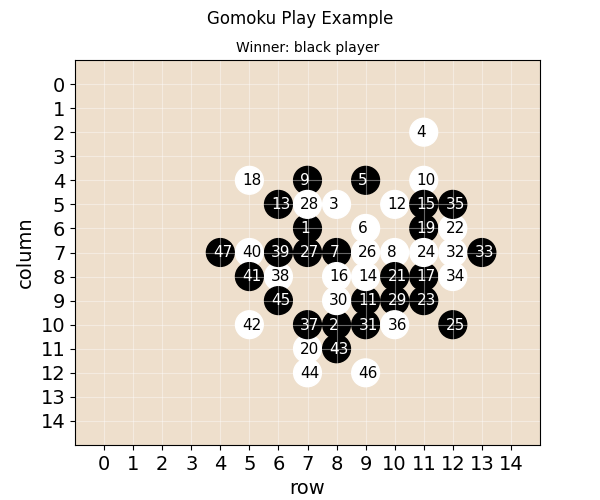 Gomoku Play Example
Winner: black player
0
1
2 4
3
4 18 9 5 10
5 13 28 3 12 15 35
6 1 6 19 22
7 47 40 39 27 7 26 8 24 32 33
8 41 38 16 14 21 17 34
9 45 30 11 29 23
10 42 37 2 31 36 25
11 20 43
12 44 46
13
14
column
0 1 2 3 4 5 6 7 8 9 10 11 12 13 14
row